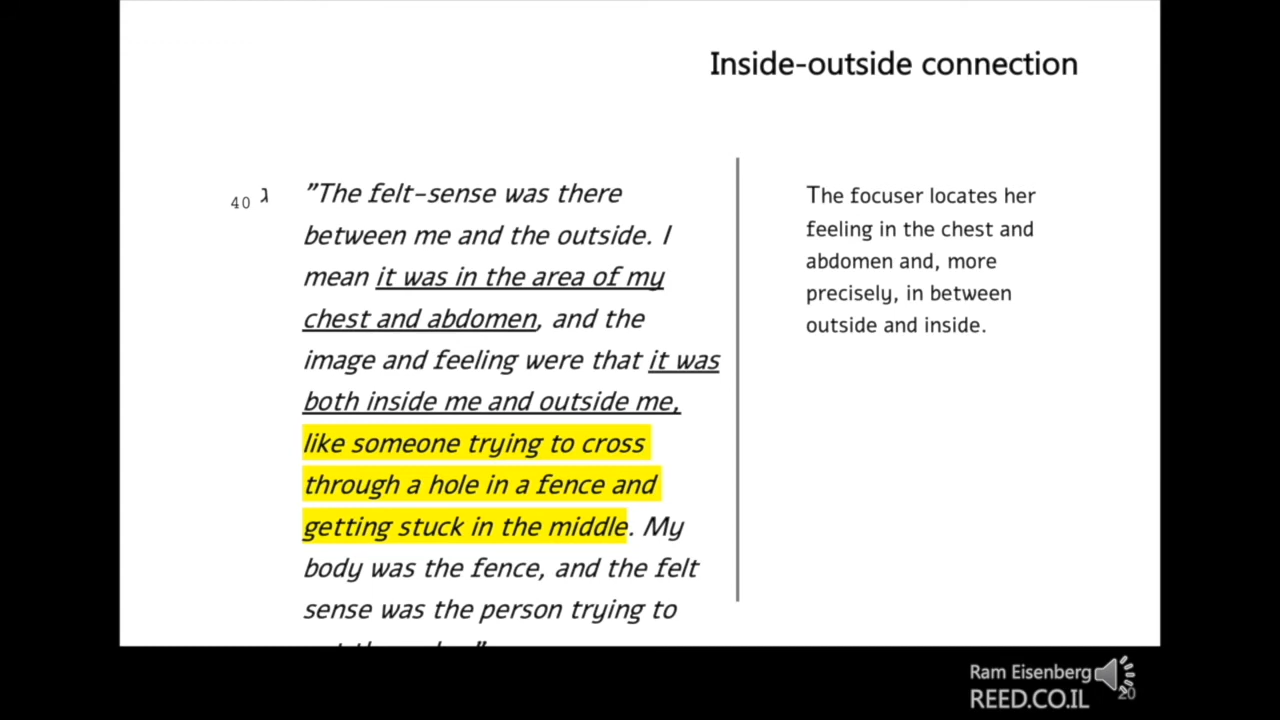 Inside-outside connection
40 ג
"The felt-sense was there
between me and the outside. I
mean it was in the area of my
chest and abdomen, and the
image and feeling were that it was
both inside me and outside me,
like someone trying to cross
through a hole in a fence and
getting stuck in the middle. My
body was the fence, and the felt
sense was the person trying to
The focuser locates her
feeling in the chest and
abdomen and, more
precisely, in between
outside and inside.
Ram Eisenberg
REED.CO.IL
20